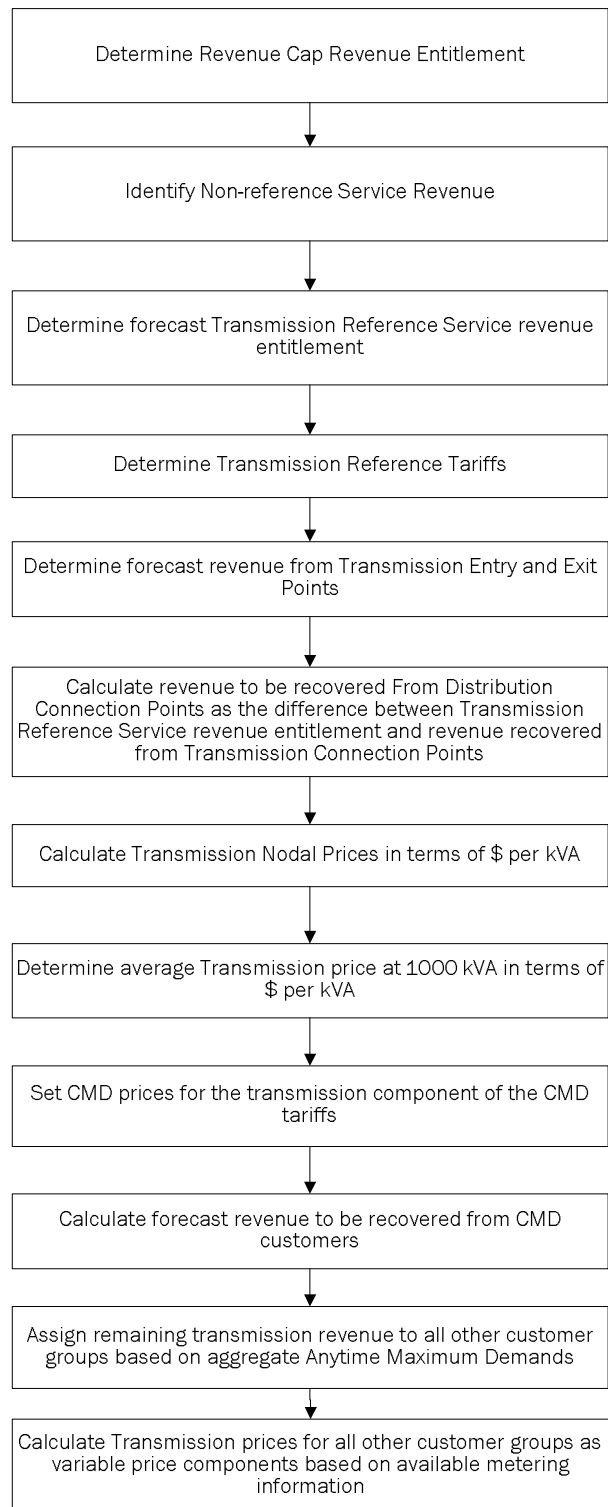 Determine Revenue Cap Revenue Entitlement
Identify Non-reference Service Revenue
Determine forecast Transmission Reference Service revenue
entitlement
Determine Transmission Reference Tariffs
Determine forecast revenue from Transmission Entry and Exit
Points
Calculate revenue to be recovered From Distribution
Connection Points as the difference between Transmission
Reference Service revenue entitlement and revenue recovered
from Transmission Connection Points
Calculate Transmission Nodal Prices in terms of $ per kVA
Determine average Transmission price at 1000 kVA in terms of
$ per kVA
Set CMD prices for the transmission component of the CMD
tariffs
Calculate forecast revenue to be recovered from CMD
customers
Assign remaining transmission revenue to all other customer
groups based on aggregate Anytime Maximum Demands
Calculate Transmission prices for all other customer groups as
variable price components based on available metering
information